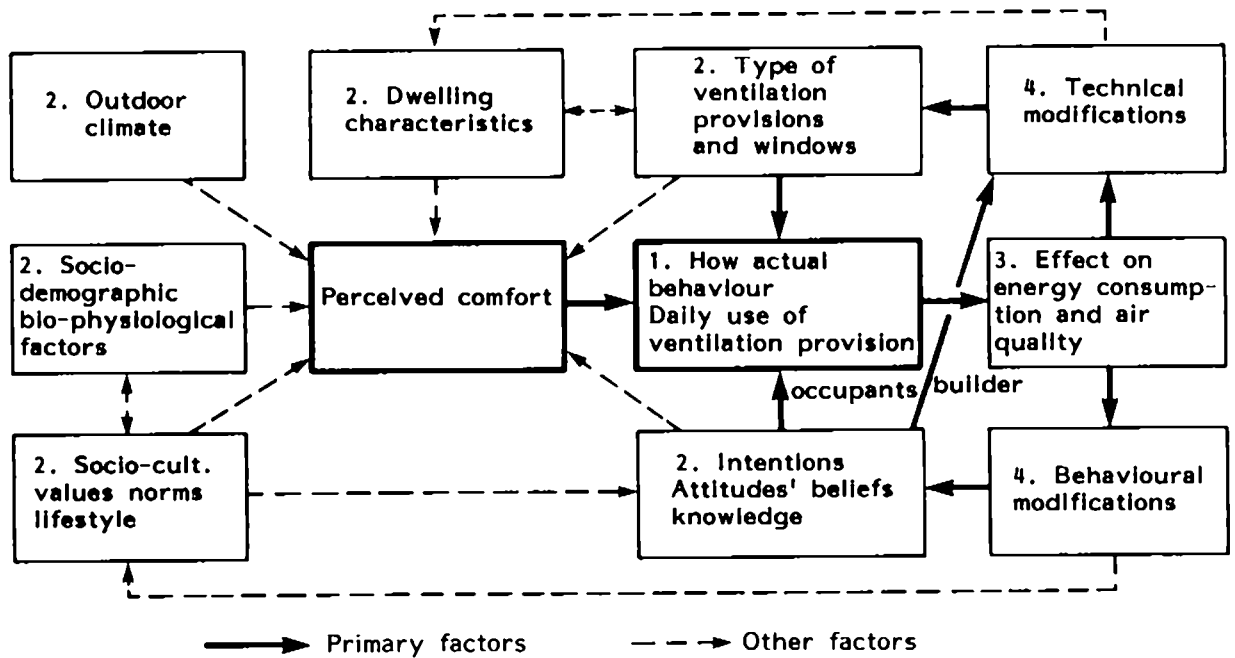 2. Outdoor
climate
2. Dwelling
characteristics
2. Type of
ventilation
provisions
and windows
4. Technical
modifications
2. Socio-
demographic
bio-physiological
factors
Perceived comfort
1. How actual
behaviour
Daily use of
ventilation provision
3. Effect on
energy consump-
tion and air
quality
occupants
builder
2. Socio-cult.
values norms
lifestyle
2. Intentions
Attitudes' beliefs
knowledge
4. Behavioural
modifications
Primary factors
Other factors